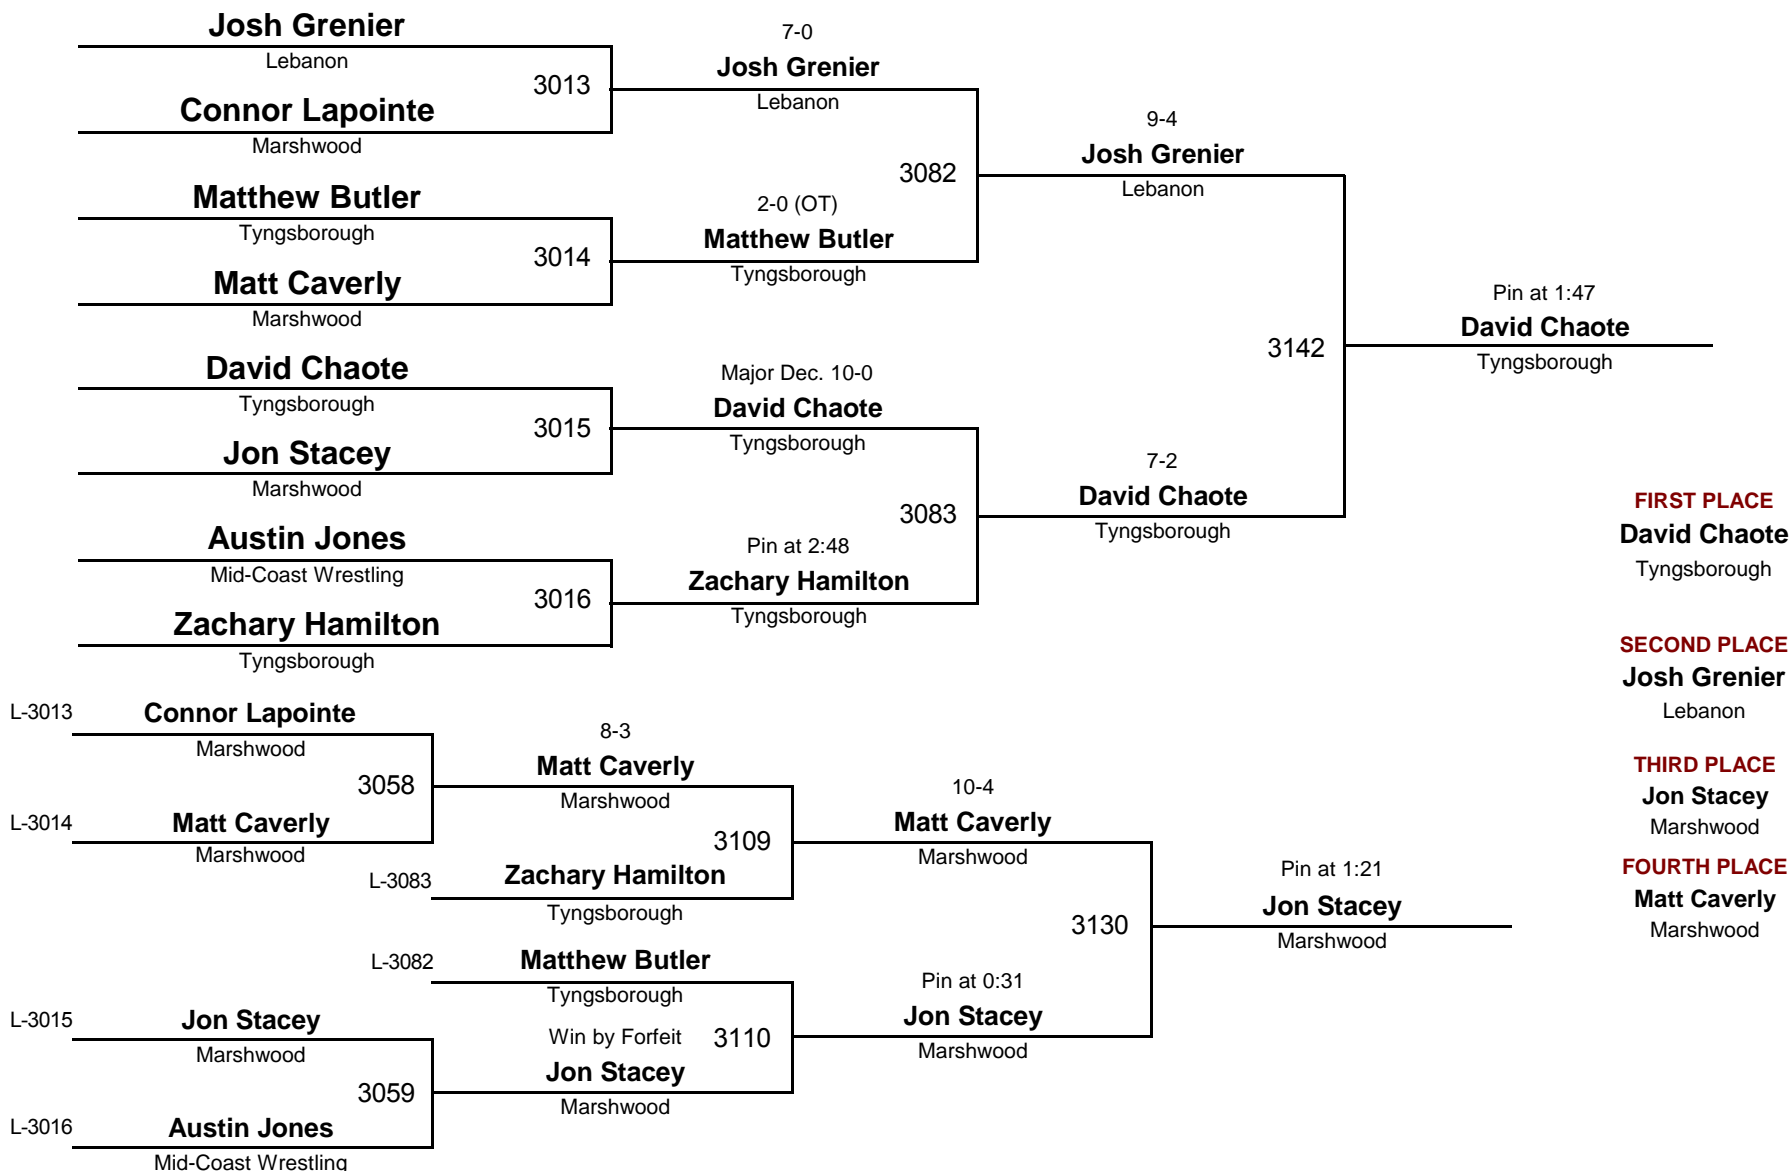 Josh Grenier
Lebanon
3013
Connor Lapointe
Marshwood
Matthew Butler
Tyngsborough
3014
Matt Caverly
Marshwood
David Chaote
Tyngsborough
3015
Jon Stacey
Marshwood
Austin Jones
Mid-Coast Wrestling
3016
Zachary Hamilton
Tyngsborough
7-0
Josh Grenier
Lebanon
3082
2-0 (OT)
Matthew Butler
Tyngsborough
Major Dec. 10-0
David Chaote
Tyngsborough
3083
Pin at 2:48
Zachary Hamilton
Tyngsborough
9-4
Josh Grenier
Lebanon
3142
7-2
David Chaote
Tyngsborough
Pin at 1:47
David Chaote
Tyngsborough
FIRST PLACE
David Chaote
Tyngsborough
SECOND PLACE
Josh Grenier
Lebanon
THIRD PLACE
Jon Stacey
Marshwood
FOURTH PLACE
Matt Caverly
Marshwood
L-3013
Connor Lapointe
Marshwood
3058
L-3014
Matt Caverly
Marshwood
8-3
Matt Caverly
Marshwood
3109
L-3083
Zachary Hamilton
Tyngsborough
L-3082
Matthew Butler
Tyngsborough
Win by Forfeit
3110
Jon Stacey
Marshwood
L-3015
Jon Stacey
Marshwood
3059
L-3016
Austin Jones
Mid-Coast Wrestling
10-4
Matt Caverly
Marshwood
3130
Pin at 0:31
Jon Stacey
Marshwood
Pin at 1:21
Jon Stacey
Marshwood